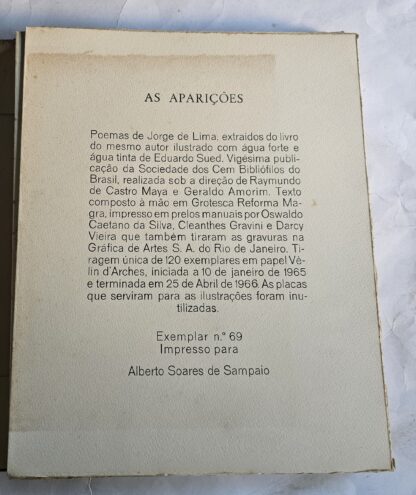 AS APARIÇÕES
Poemas de Jorge de Lima, extraidos do livro
do mesmo autor ilustrado com água forte e
água tinta de Eduardo Sued. Vigésima publi-
cação da Sociedade dos Cem Bibliófilos do
Brasil, realizada sob a direção de Raymundo
de Castro Maya e Geraldo Amorim. Texto
composto à mão em Grotesca Reforma Ma-
gra, impresso em prelos manuais por Oswaldo
Caetano da Silva, Cleanthes Gravini e Darcy
Vieira que também tiraram as gravuras na
Gráfica de Artes S. A. do Rio de Janeiro. Ti-
ragem única de 120 exemplares em papel Vê-
lin d'Arches, iniciada a 10 de janeiro de 1965
e terminada em 25 de Abril de 1966. As placas
que serviram para as ilustrações foram inu-
tilizadas.
Exemplar n.º 69
Impresso para
Alberto Soares de Sampaio